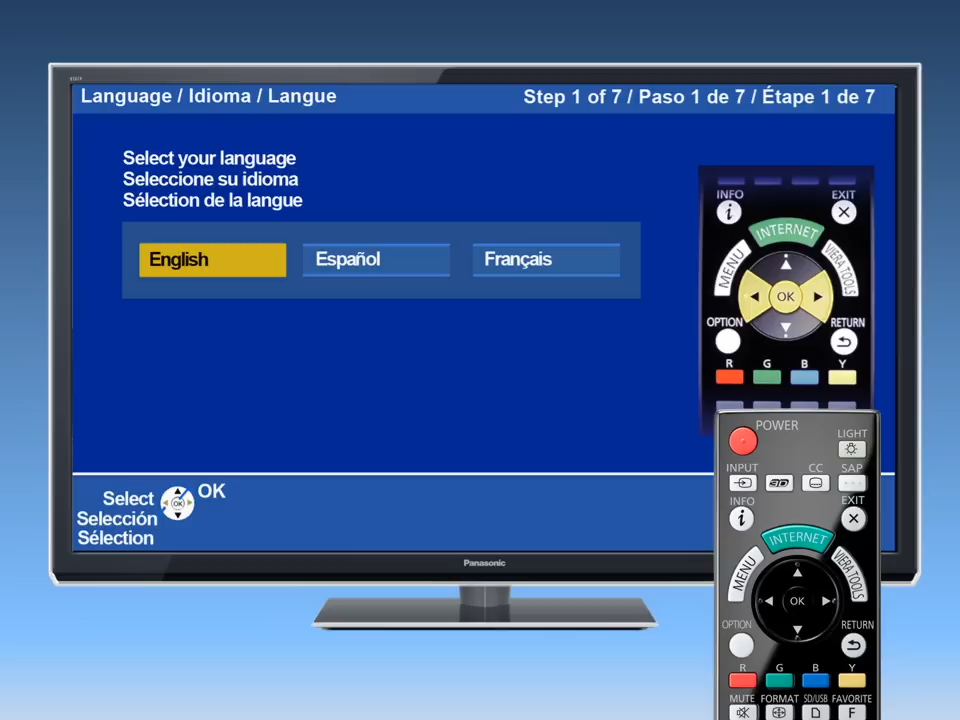 VIERA
Language / Idioma / Langue
Step 1 of 7 / Paso 1 de 7 / Étape 1 de 7
Select your language
Seleccione su idioma
Sélection de la langue
English
Español
Français
INFO
EXIT
i
INTERNET
MENU
VIERA TOOLS
OK
OPTION
RETURN
R G B Y
Select
Selección
Sélection
OK
OK
Panasonic
POWER
LIGHT
INPUT
CC
SAP
3D
INFO
EXIT
i
INTERNET
MENU
VIERA TOOLS
OK
OPTION
RETURN
R G B Y
MUTE FORMAT SD/USB FAVORITE
D F